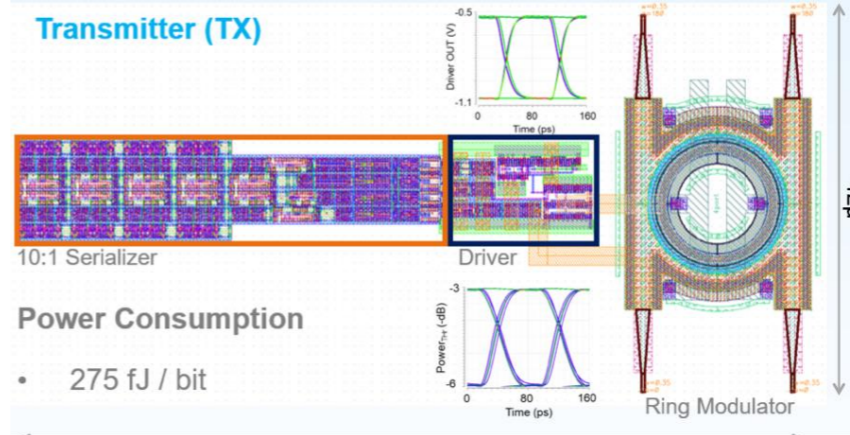 Transmitter (TX)
-0.5
Driver OUT (V)
-1.1
0 80 160
Time (ps)
10:1 Serializer
Driver
Power Consumption
• 275 fJ / bit
-3
Power (-dB)
-6
0 80 160
Time (ps)
Ring Modulator